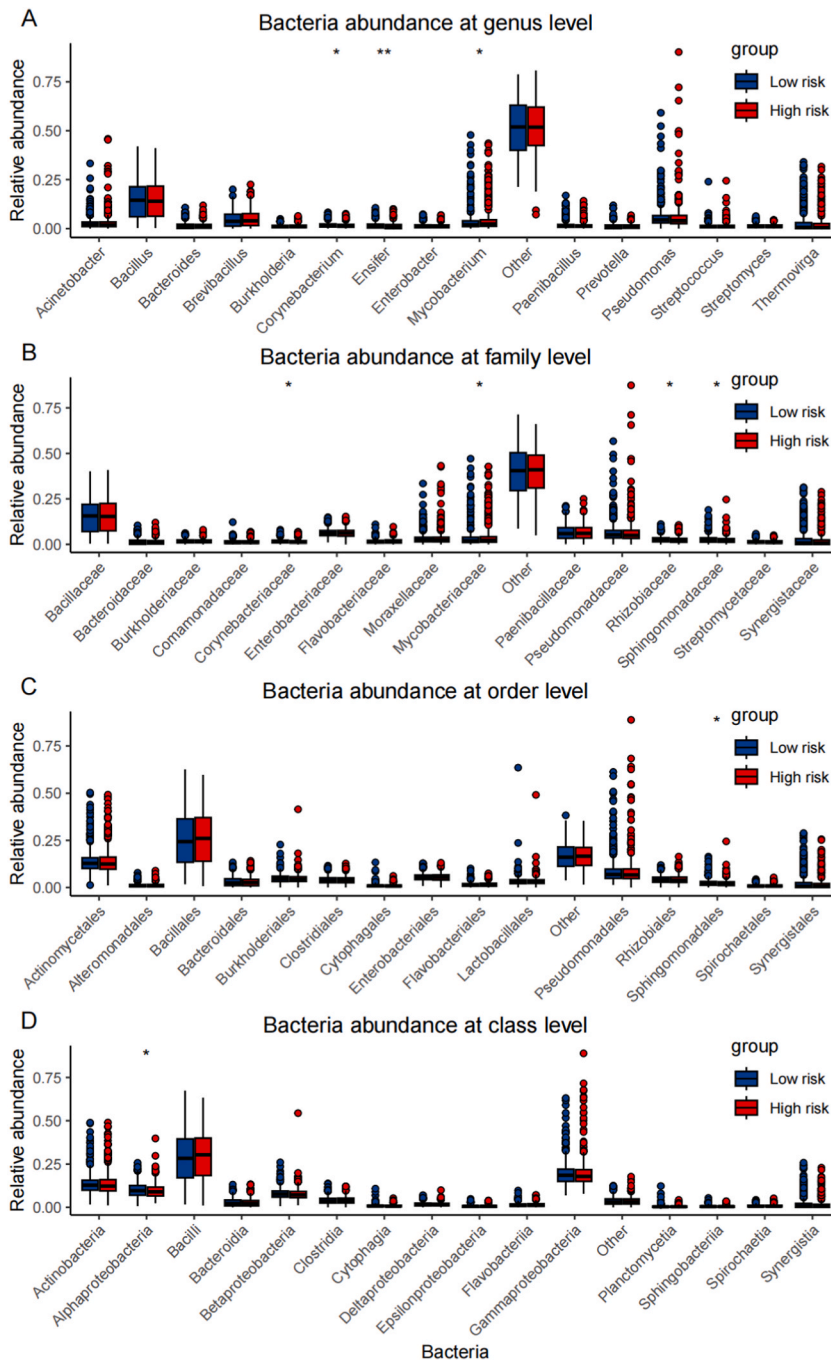 A
Bacteria abundance at genus level
* ** *
group
Low risk
High risk
Relative abundance
0.75
0.50
0.25
0.00
Acinetobacter
Bacillus
Bacteroides
Brevibacillus
Burkholderia
Corynebacterium
Ensifer
Enterobacter
Mycobacterium
Other
Paenibacillus
Prevotella
Pseudomonas
Streptococcus
Streptomyces
Thermovirga
B
Bacteria abundance at family level
* * * *
group
Low risk
High risk
Relative abundance
0.75
0.50
0.25
0.00
Bacillaceae
Bacteroidaceae
Burkholderiaceae
Comamonadaceae
Corynebacteriaceae
Enterobacteriaceae
Flavobacteriaceae
Moraxellaceae
Mycobacteriaceae
Other
Paenibacillaceae
Pseudomonadaceae
Rhizobiaceae
Sphingomonadaceae
Streptomycetaceae
Synergistaceae
C
Bacteria abundance at order level
*
group
Low risk
High risk
Relative abundance
0.75
0.50
0.25
0.00
Actinomycetales
Alteromonadales
Bacillales
Bacteroidales
Burkholderiales
Clostridiales
Cytophagales
Enterobacteriales
Flavobacteriales
Lactobacillales
Other
Pseudomonadales
Rhizobiales
Sphingomonadales
Spirochaetales
Synergistales
D
Bacteria abundance at class level
*
group
Low risk
High risk
Relative abundance
0.75
0.50
0.25
0.00
Actinobacteria
Alphaproteobacteria
Bacilli
Bacteroidia
Betaproteobacteria
Clostridia
Cytophagia
Deltaproteobacteria
Epsilonproteobacteria
Flavobacteriia
Gammaproteobacteria
Other
Planctomycetia
Sphingobacteriia
Spirochaetia
Synergistia
Bacteria